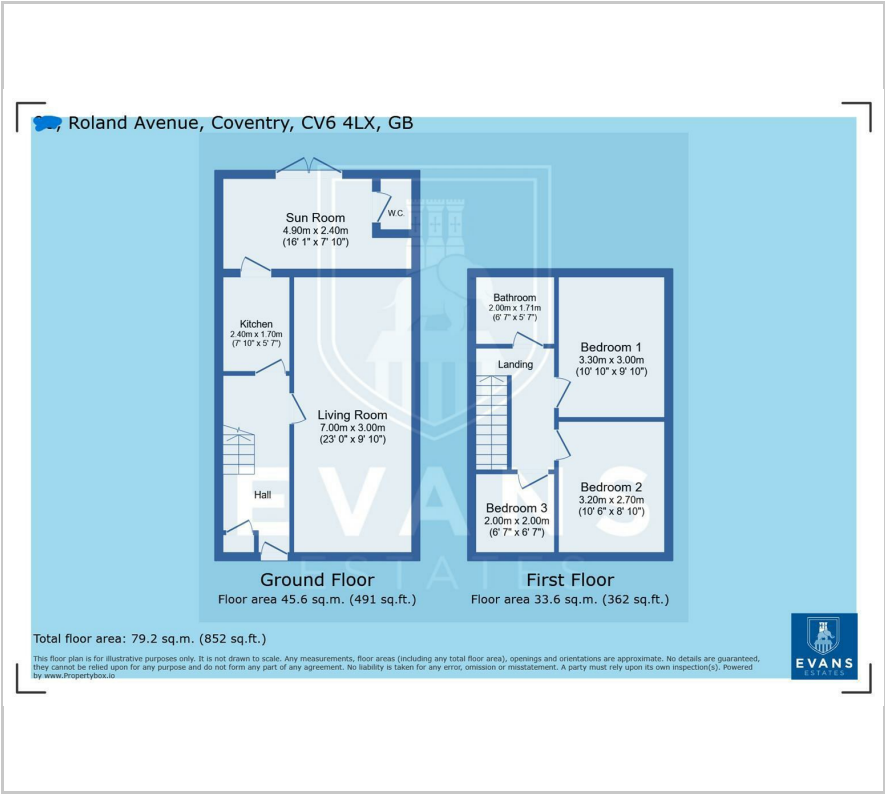 Roland Avenue, Coventry, CV6 4LX, GB
Sun Room
4.90m x 2.40m
(16' 1" x 7' 10")
W.C.
Kitchen
2.40m x 1.70m
(7' 10" x 5' 7")
Living Room
7.00m x 3.00m
(23' 0" x 9' 10")
Hall
Bathroom
2.00m x 1.71m
(6' 7" x 5' 7")
Landing
Bedroom 1
3.30m x 3.00m
(10' 10" x 9' 10")
Bedroom 2
3.20m x 2.70m
(10' 6" x 8' 10")
Bedroom 3
2.00m x 2.00m
(6' 7" x 6' 7")
EVANS
ESTATES
Ground Floor
Floor area 45.6 sq.m. (491 sq.ft.)
First Floor
Floor area 33.6 sq.m. (362 sq.ft.)
Total floor area: 79.2 sq.m. (852 sq.ft.)
This floor plan is for illustrative purposes only. It is not drawn to scale. Any measurements, floor areas (including any total floor area), openings and orientations are approximate. No details are guaranteed,
they cannot be relied upon for any purpose and do not form any part of any agreement. No liability is taken for any error, omission or misstatement. A party must rely upon its own inspection(s). Powered
by www.Propertybox.io
EVANS
ESTATES